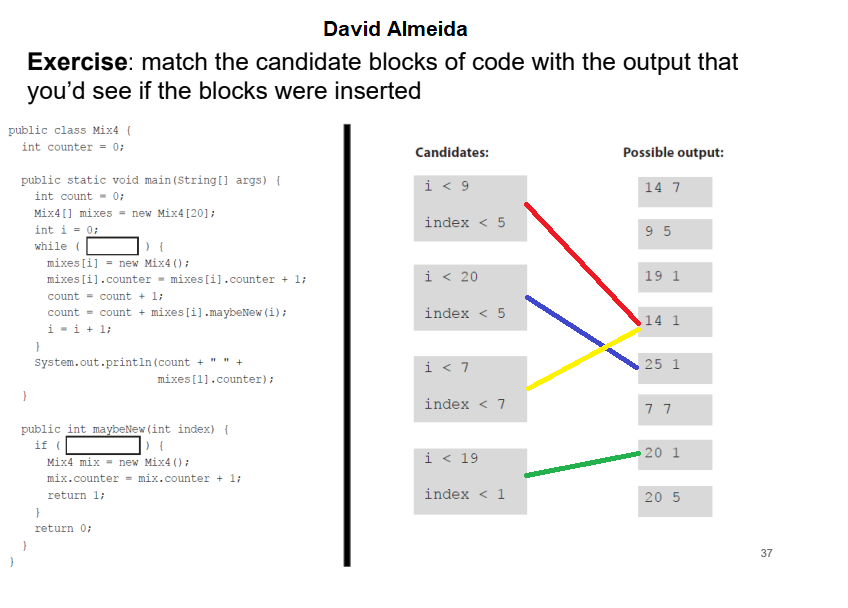 David Almeida
Exercise: match the candidate blocks of code with the output that
you'd see if the blocks were inserted
public class Mix4 {
int counter = 0;
public static void main(String[] args) {
int count = 0;
Mix4[] mixes = new Mix4[20];
int i = 0;
while ( ) {
mixes[i] = new Mix4();
mixes[i].counter = mixes[i].counter + 1;
count = count + 1;
count = count + mixes[i].maybeNew(i);
i = i + 1;
}
System.out.println(count + " " +
mixes[1].counter);
}
public int maybeNew(int index) {
if ( ) {
Mix4 mix = new Mix4();
mix.counter = mix.counter + 1;
return 1;
}
return 0;
}
}
Candidates:
i < 9
index < 5
i < 20
index < 5
i < 7
index < 7
i < 19
index < 1
Possible output:
14 7
9 5
19 1
14 1
25 1
7 7
20 1
20 5
37